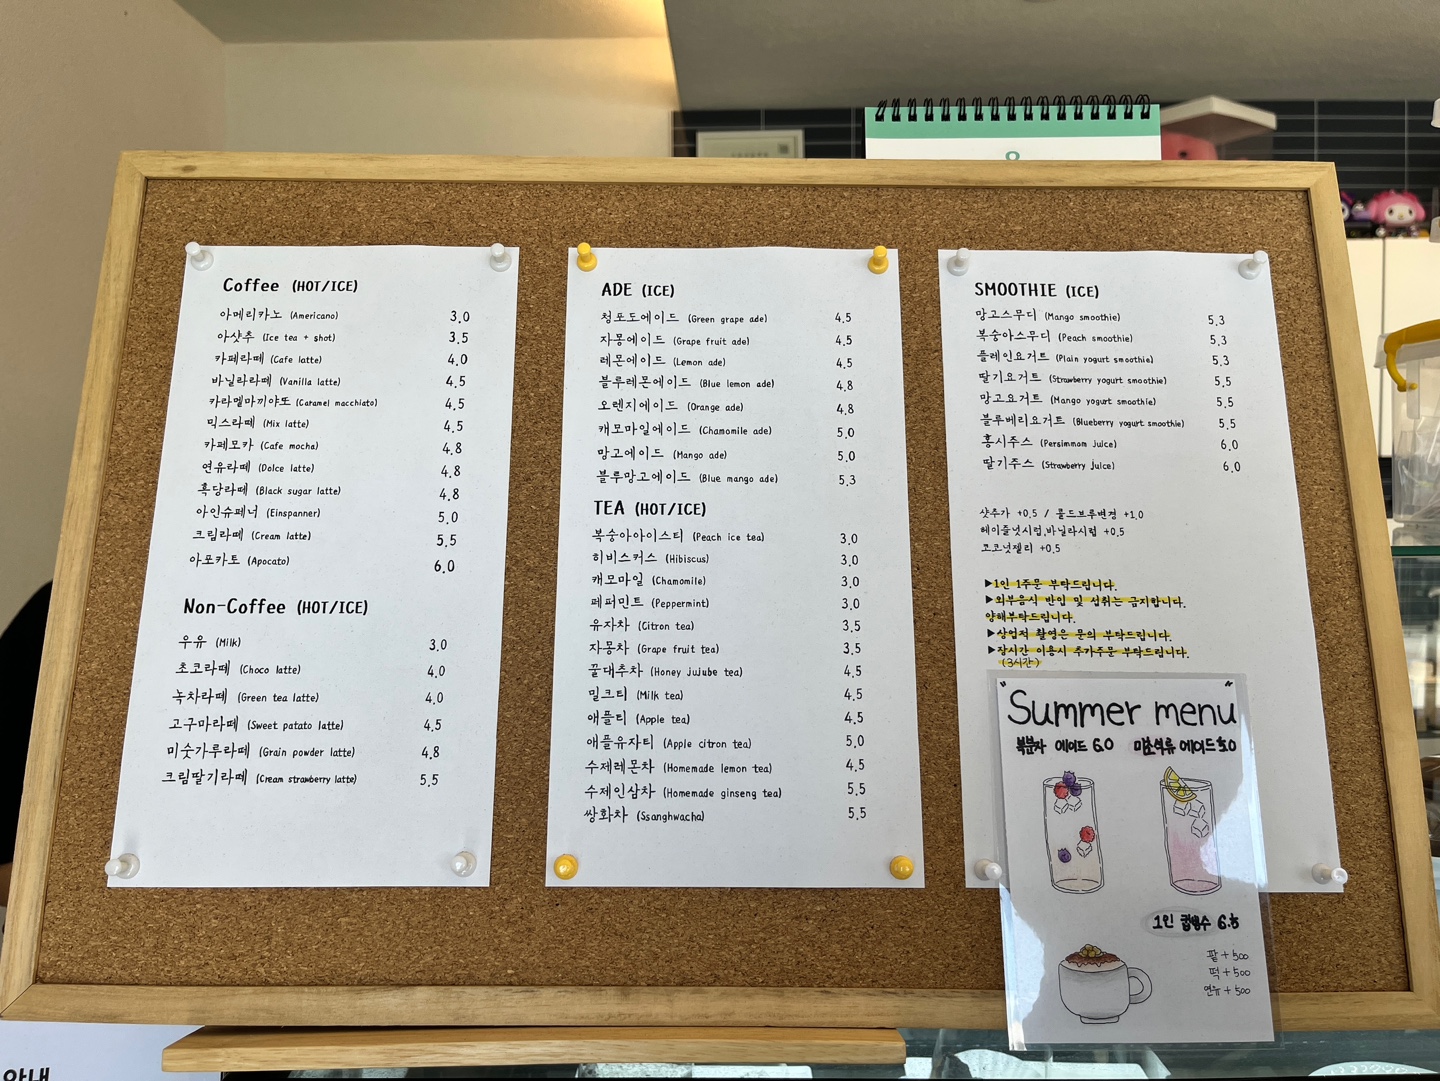 Coffee (HOT/ICE)
아메리카노 (Americano) 3.0
아샷추 (Ice tea + shot) 3.5
카페라떼 (Cafe latte) 4.0
바닐라라떼 (Vanilla latte) 4.5
카라멜마끼야또 (Caramel macchiato) 4.5
믹스라떼 (Mix latte) 4.5
카페모카 (Cafe mocha) 4.8
연유라떼 (Dolce latte) 4.8
흑당라떼 (Black sugar latte) 4.8
아인슈페너 (Einspanner) 5.0
크림라떼 (Cream latte) 5.5
아포카토 (Apocato) 6.0
Non-Coffee (HOT/ICE)
우유 (Milk) 3.0
초코라떼 (Choco latte) 4.0
녹차라떼 (Green tea latte) 4.0
고구마라떼 (Sweet patato latte) 4.5
미숫가루라떼 (Grain powder latte) 4.8
크림딸기라떼 (Cream strawberry latte) 5.5
ADE (ICE)
청포도에이드 (Green grape ade) 4.5
자몽에이드 (Grape fruit ade) 4.5
레몬에이드 (Lemon ade) 4.5
블루레몬에이드 (Blue lemon ade) 4.8
오렌지에이드 (Orange ade) 4.8
캐모마일에이드 (Chamomile ade) 5.0
망고에이드 (Mango ade) 5.0
블루망고에이드 (Blue mango ade) 5.3
TEA (HOT/ICE)
복숭아아이스티 (Peach ice tea) 3.0
히비스커스 (Hibiscus) 3.0
캐모마일 (Chamomile) 3.0
페퍼민트 (Peppermint) 3.0
유자차 (Citron tea) 3.5
자몽차 (Grape fruit tea) 3.5
꿀대추차 (Honey jujube tea) 4.5
밀크티 (Milk tea) 4.5
애플티 (Apple tea) 4.5
애플유자티 (Apple citron tea) 5.0
수제레몬차 (Homemade lemon tea) 4.5
수제인삼차 (Homemade ginseng tea) 5.5
쌍화차 (Ssanghwacha) 5.5
SMOOTHIE (ICE)
망고스무디 (Mango smoothie) 5.3
복숭아스무디 (Peach smoothie) 5.3
플레인요거트 (Plain yogurt smoothie) 5.3
딸기요거트 (Strawberry yogurt smoothie) 5.5
망고요거트 (Mango yogurt smoothie) 5.5
블루베리요거트 (Blueberry yogurt smoothie) 5.5
홍시주스 (Persimmom juice) 6.0
딸기주스 (Strawberry juice) 6.0
샷추가 +0.5 / 콜드브루변경 +1.0
헤이즐넛시럽,바닐라시럽 +0.5
코코넛젤리 +0.5
▶1인 1주문 부탁드립니다.
▶외부음식 반입 및 섭취는 금지합니다.
양해부탁드립니다.
▶상업적 촬영은 문의 부탁드립니다.
▶장시간 이용시 추가주문 부탁드립니다.
(3시간)
" Summer menu "
복분자 에이드 6.0 미초석류 에이드 5.0
1인 컵빙수 6.5
팥 + 500
떡 + 500
연유 + 500
안내